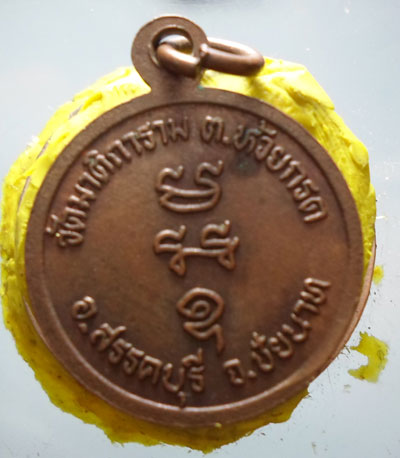 วัดมาติการาม ต.ห้วยกรด
อ.สรรคบุรี จ.ชัยนาท